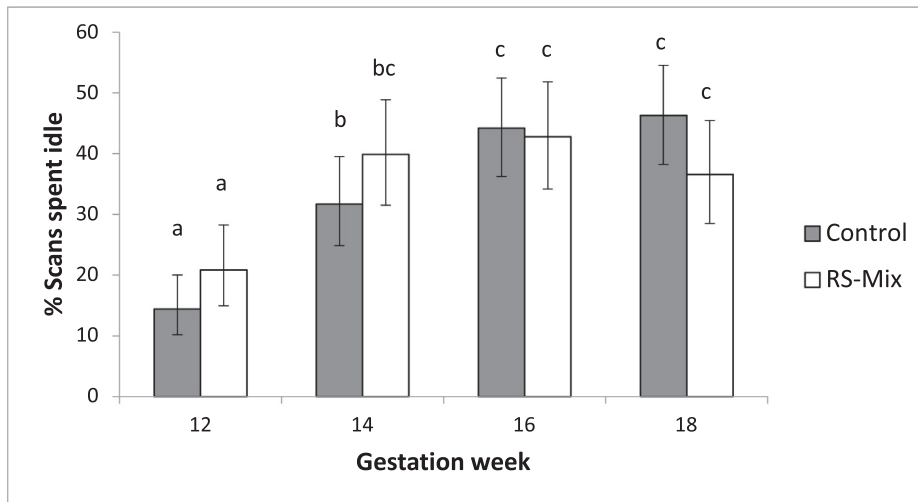 60
50
40
30
20
10
0
% Scans spent idle
a
a
b
bc
c
c
c
c
12
14
16
18
Gestation week
Control
RS-Mix